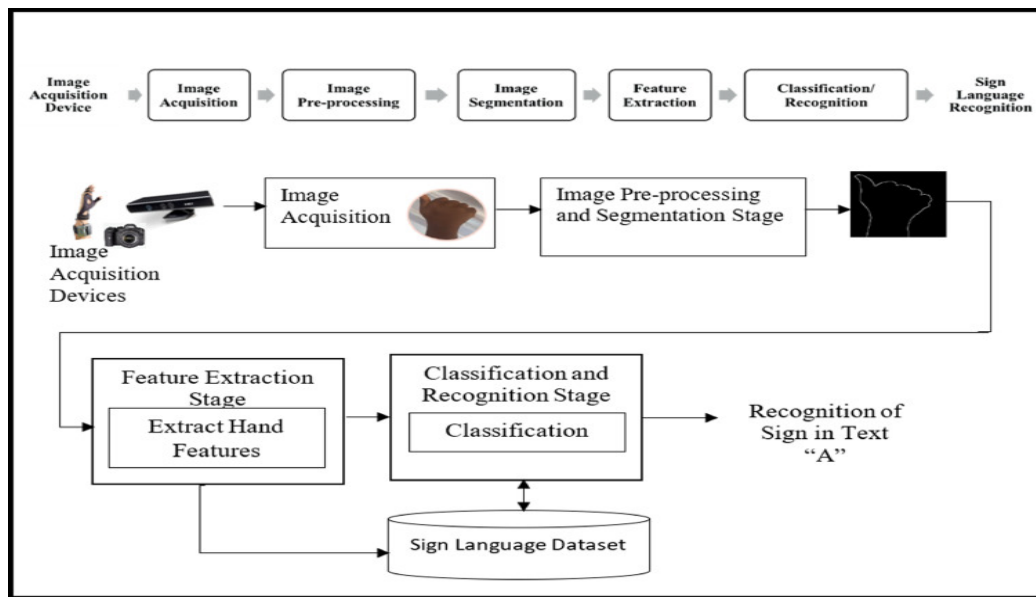 Image
Acquisition
Device
Image
Acquisition
Image
Pre-processing
Image
Segmentation
Feature
Extraction
Classification/
Recognition
Sign
Language
Recognition
Image
Acquisition
Devices
Image
Acquisition
Image Pre-processing
and Segmentation Stage
Feature Extraction
Stage
Extract Hand
Features
Classification and
Recognition Stage
Classification
Recognition of
Sign in Text
“A”
Sign Language Dataset